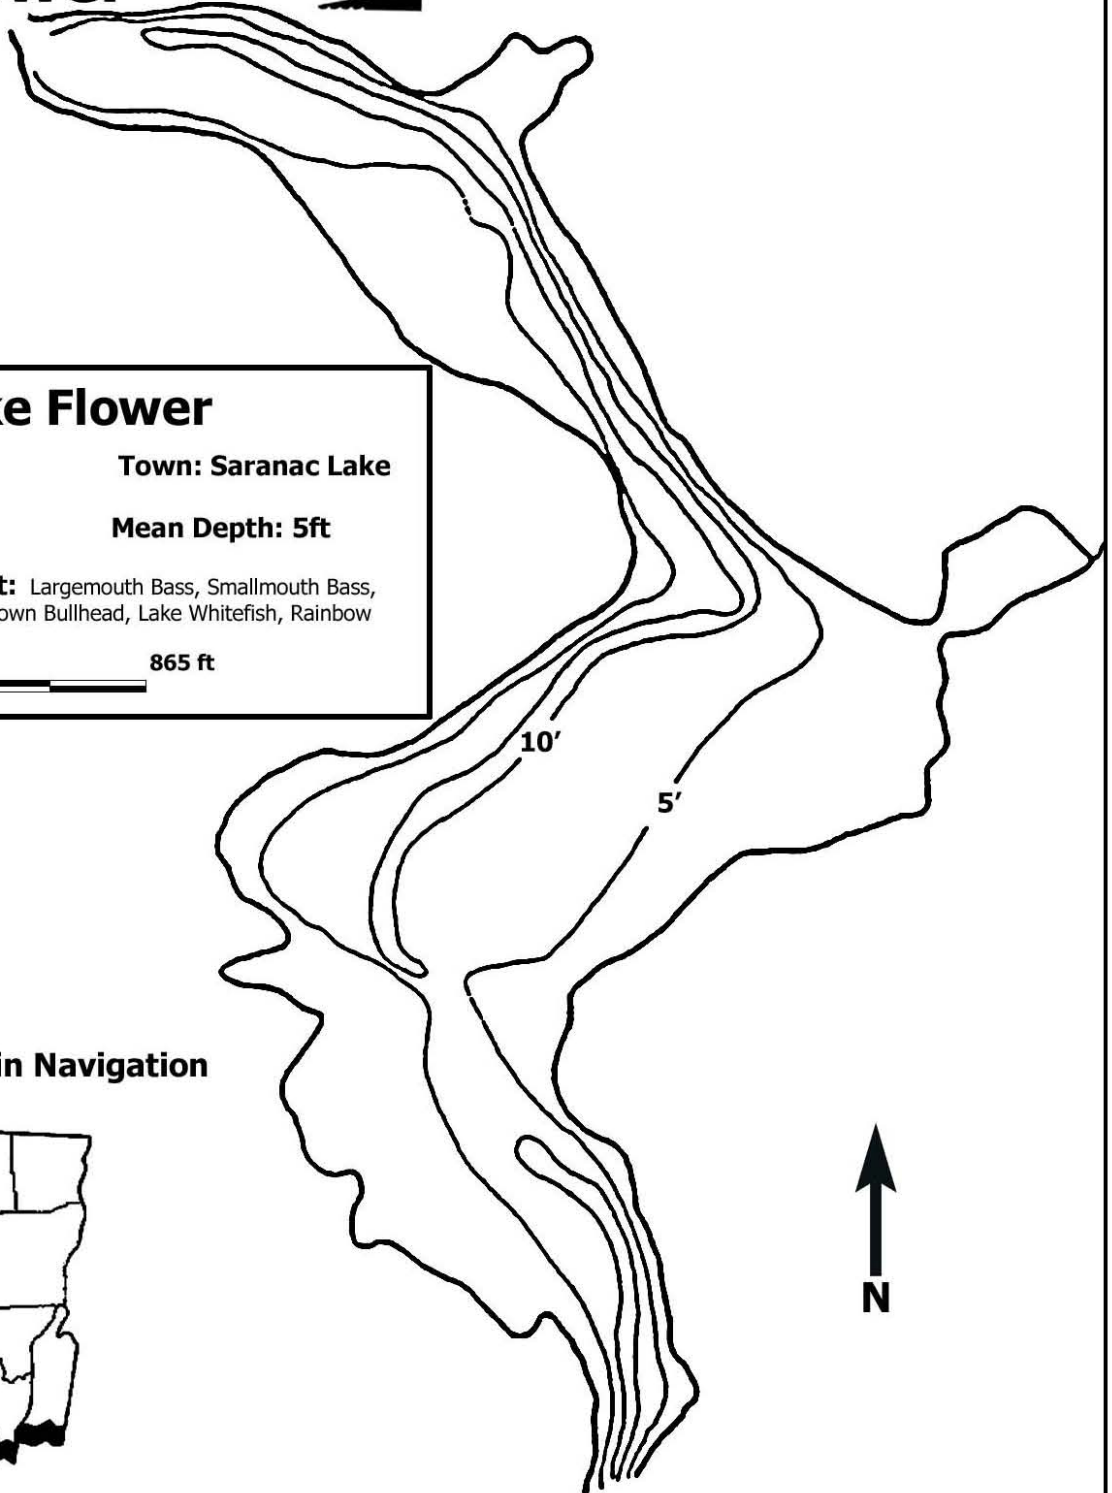 ke Flower
Town: Saranac Lake
Mean Depth: 5ft
t: Largemouth Bass, Smallmouth Bass,
own Bullhead, Lake Whitefish, Rainbow
865 ft
10’
5’
in Navigation
N